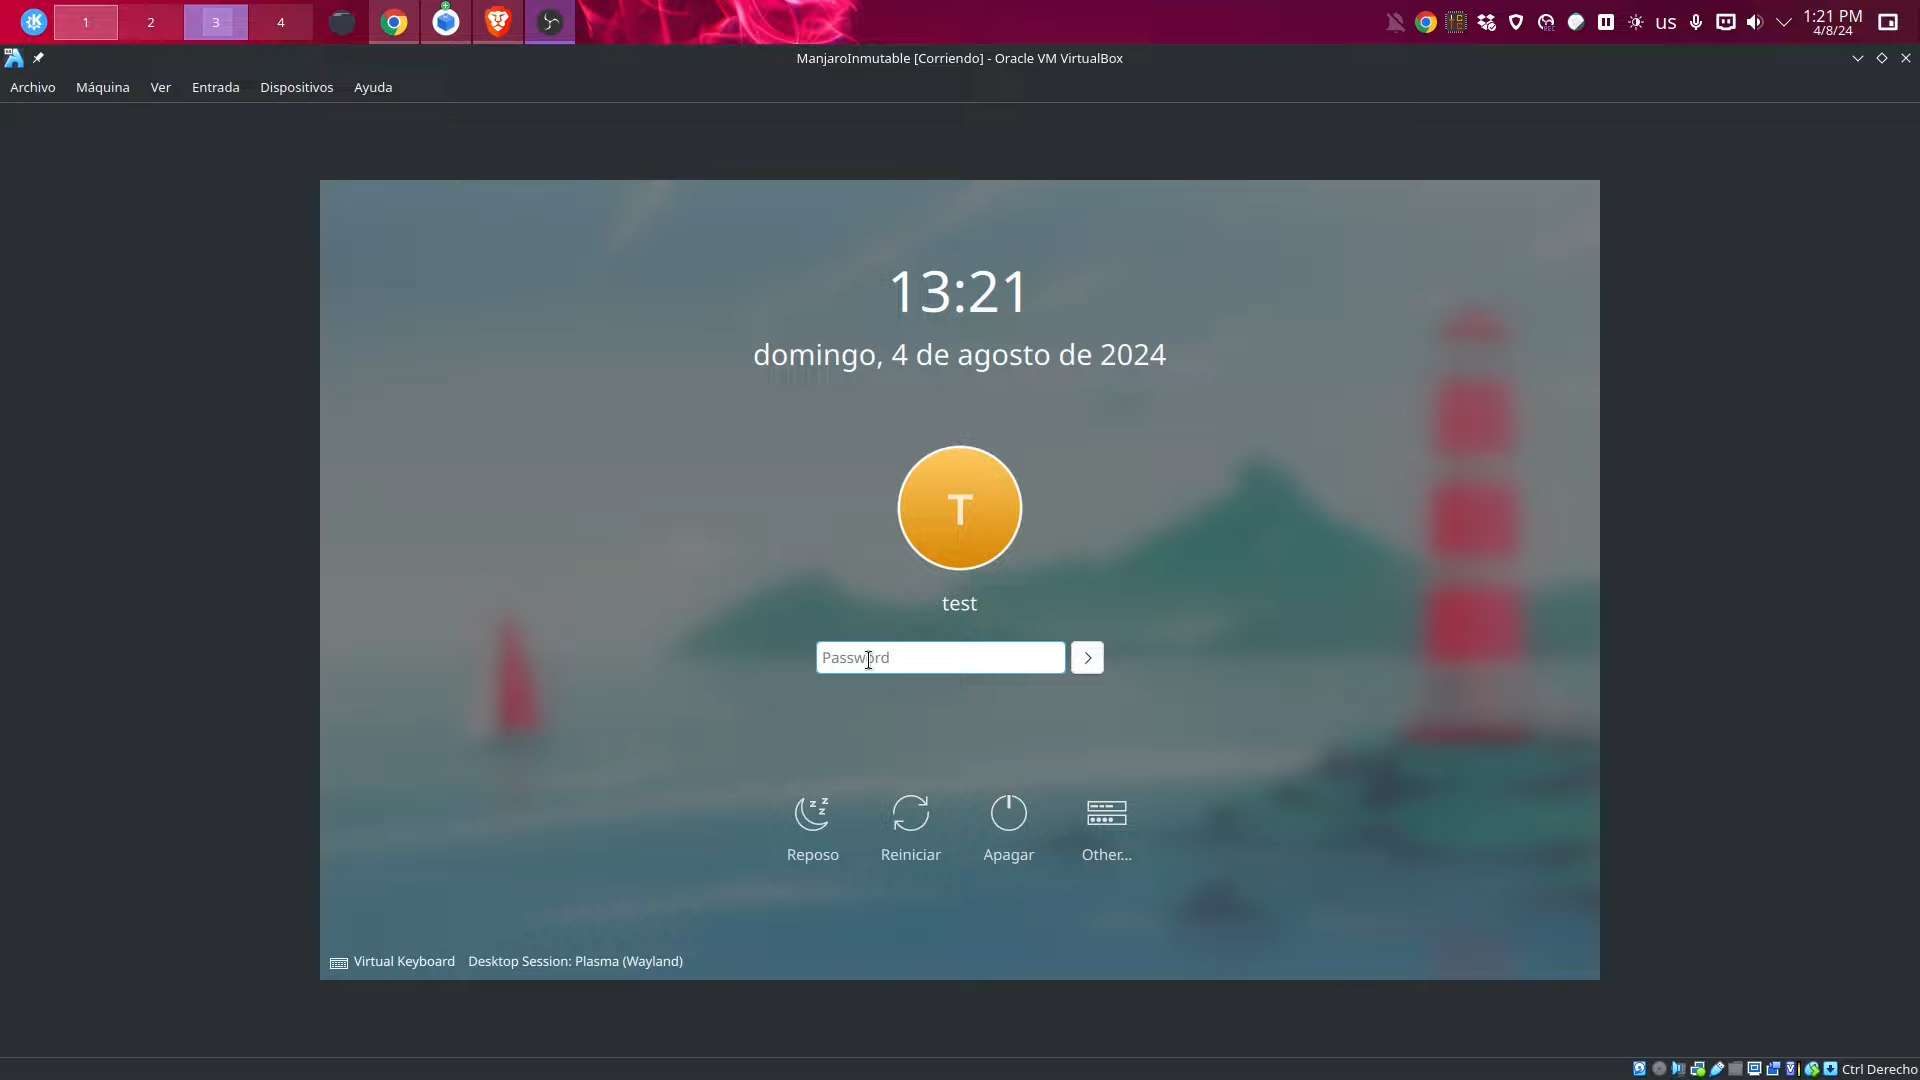 1 2 3 4
us
1:21 PM
4/8/24
ManjaroInmutable [Corriendo] - Oracle VM VirtualBox
Archivo Máquina Ver Entrada Dispositivos Ayuda
13:21
domingo, 4 de agosto de 2024
T
test
Password
Reposo Reiniciar Apagar Other...
Virtual Keyboard Desktop Session: Plasma (Wayland)
Ctrl Derecho